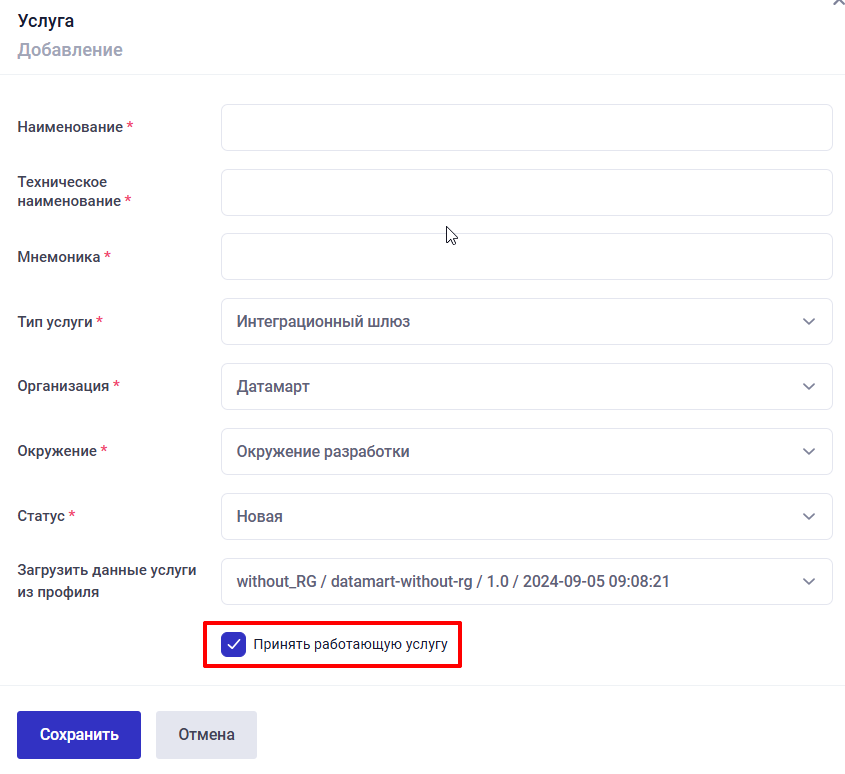 Услуга
Добавление
Наименование *
Техническое
наименование *
Мнемоника *
Тип услуги *
Интеграционный шлюз
Организация *
Датамарт
Окружение *
Окружение разработки
Статус *
Новая
Загрузить данные услуги
из профиля
without_RG / datamart-without-rg / 1.0 / 2024-09-05 09:08:21
Принять работающую услугу
Сохранить
Отмена